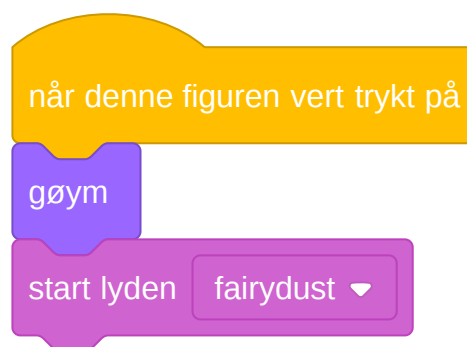 når denne figuren vert trykt på
gøym
start lyden fairydust